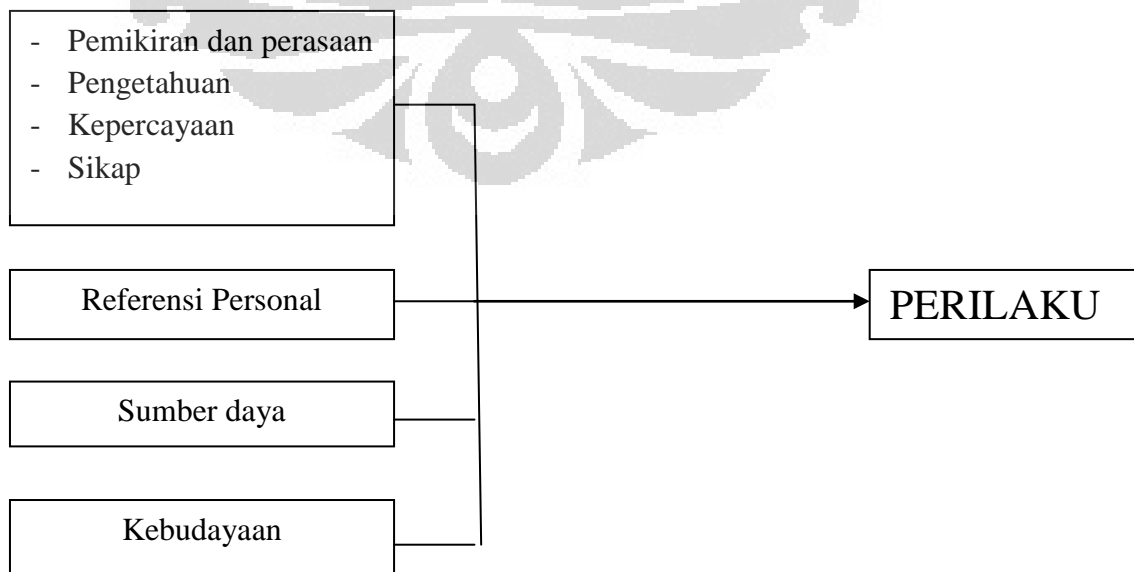 - Pemikiran dan perasaan
- Pengetahuan
- Kepercayaan
- Sikap
Referensi Personal
PERILAKU
Sumber daya
Kebudayaan